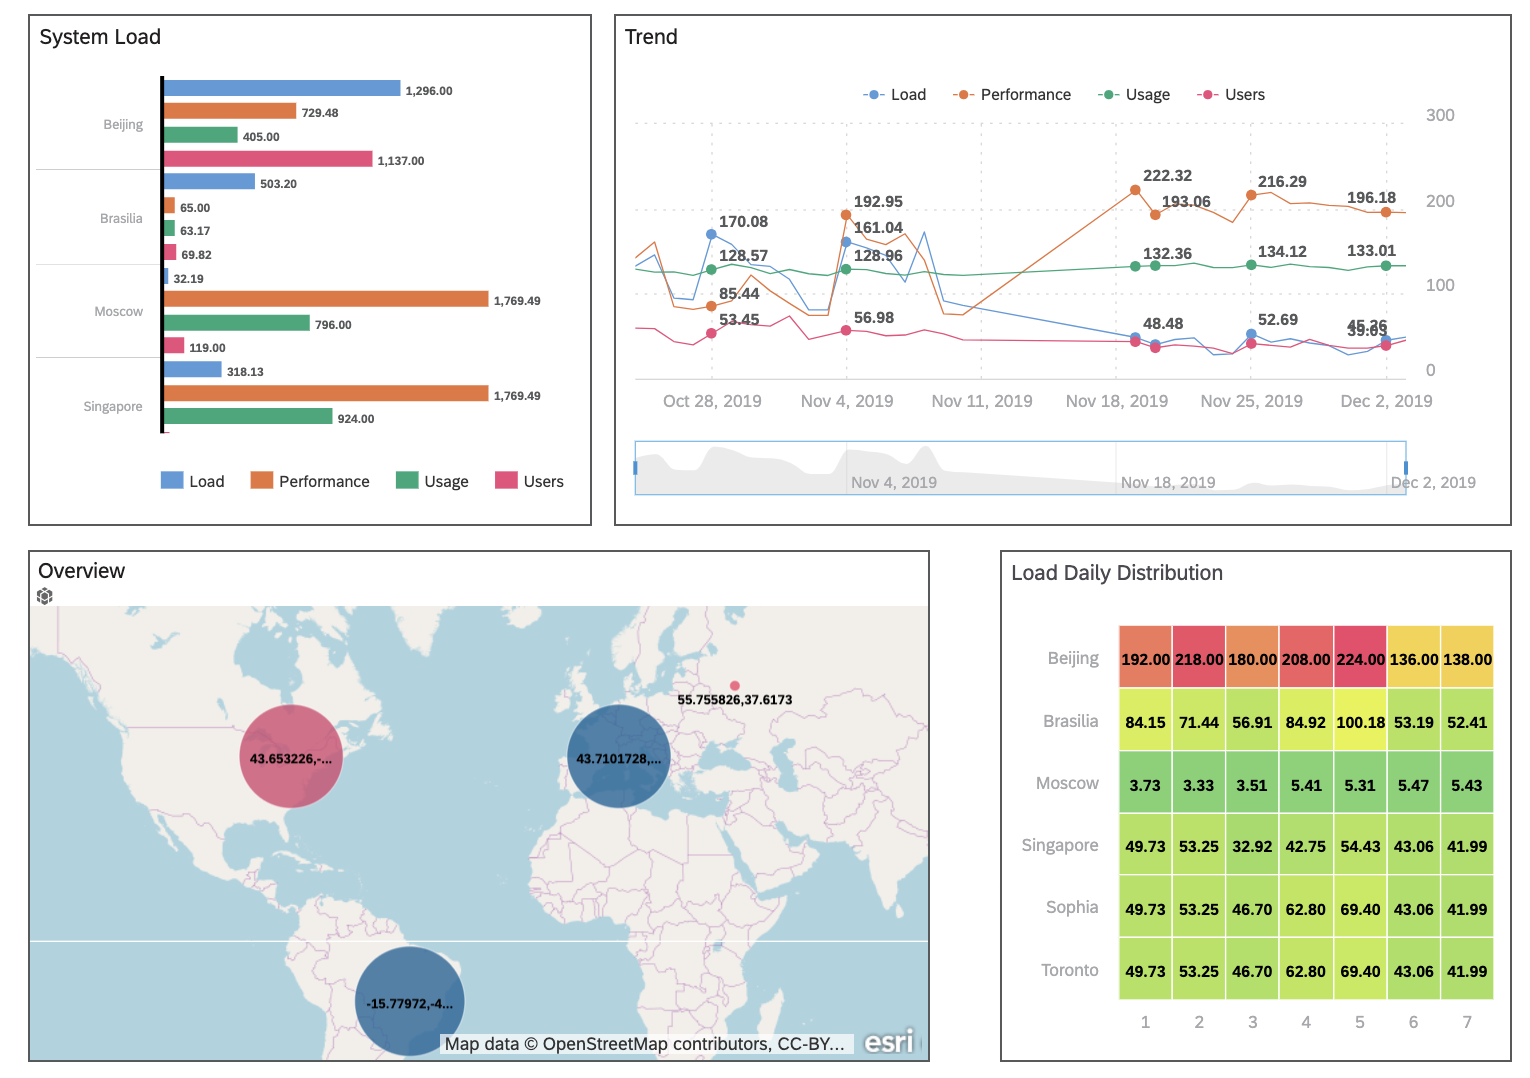 System Load
Beijing
1,296.00
729.48
405.00
1,137.00
Brasilia
503.20
65.00
63.17
69.82
Moscow
32.19
1,769.49
796.00
119.00
Singapore
318.13
1,769.49
924.00
Load Performance Usage Users
Trend
Load Performance Usage Users
300
200
100
0
170.08
128.57
85.44
53.45
192.95
161.04
128.96
56.98
222.32
193.06
132.36
48.48
216.29
134.12
52.69
196.18
133.01
Oct 28, 2019 Nov 4, 2019 Nov 11, 2019 Nov 18, 2019 Nov 25, 2019 Dec 2, 2019
Nov 4, 2019 Nov 18, 2019 Dec 2, 2019
Overview
55.755826,37.6173
43.653226,-...
43.7101728,...
-15.77972,-4...
Map data © OpenStreetMap contributors, CC-BY...
esri
Load Daily Distribution
Beijing 192.00 218.00 180.00 208.00 224.00 136.00 138.00
Brasilia 84.15 71.44 56.91 84.92 100.18 53.19 52.41
Moscow 3.73 3.33 3.51 5.41 5.31 5.47 5.43
Singapore 49.73 53.25 32.92 42.75 54.43 43.06 41.99
Sophia 49.73 53.25 46.70 62.80 69.40 43.06 41.99
Toronto 49.73 53.25 46.70 62.80 69.40 43.06 41.99
1 2 3 4 5 6 7